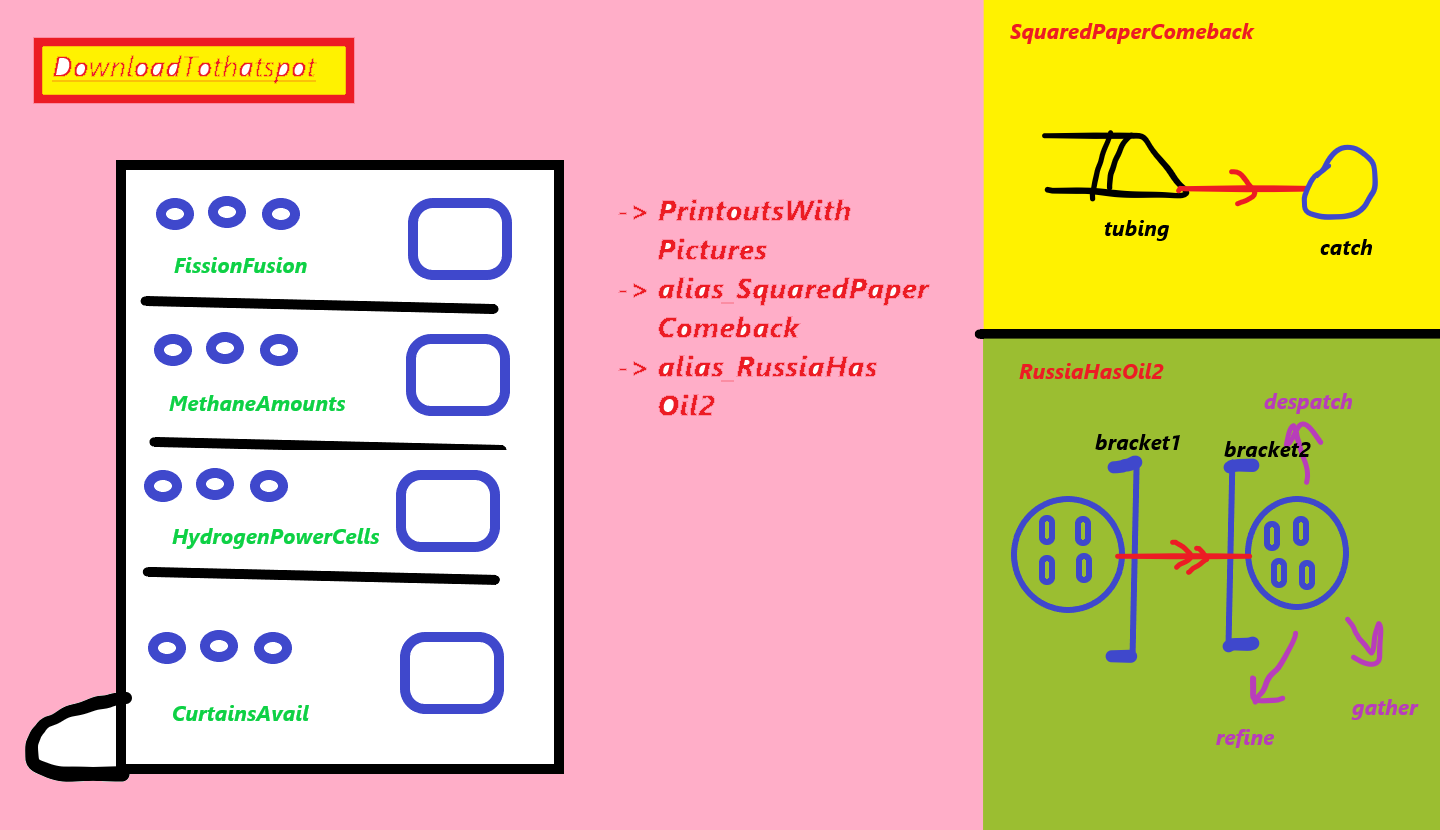 DownloadTothatspot
FissionFusion
MethaneAmounts
HydrogenPowerCells
CurtainsAvail
-> PrintoutsWith
Pictures
-> alias_SquaredPaper
Comeback
-> alias_RussiaHas
Oil2
SquaredPaperComeback
tubing
catch
RussiaHasOil2
despatch
bracket1
bracket2
gather
refine